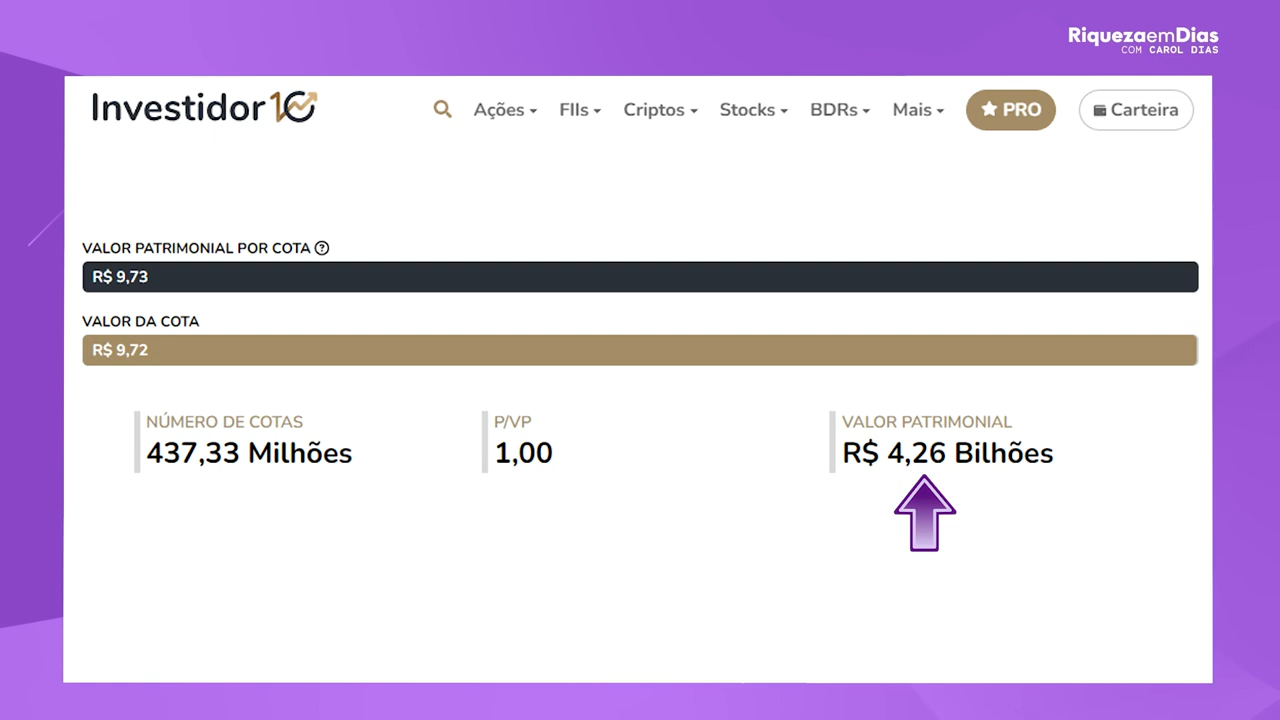 RiquezaemDias
COM CAROL DIAS
Investidor10
Ações
FIIs
Criptos
Stocks
BDRs
Mais
PRO
Carteira
VALOR PATRIMONIAL POR COTA ?
R$ 9,73
VALOR DA COTA
R$ 9,72
NÚMERO DE COTAS
437,33 Milhões
P/VP
1,00
VALOR PATRIMONIAL
R$ 4,26 Bilhões